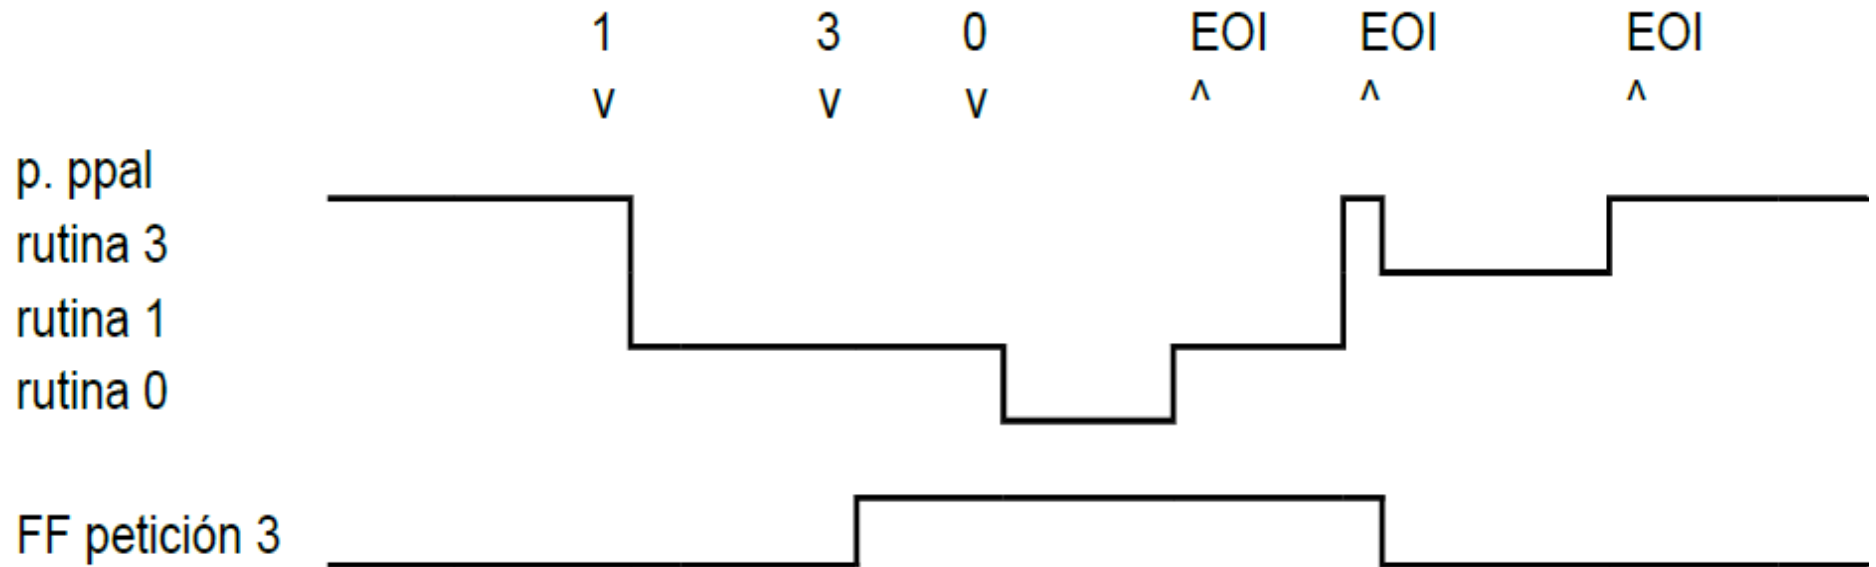 1 3 0 EOI EOI EOI
v v v ^ ^ ^
p. ppal
rutina 3
rutina 1
rutina 0
FF petición 3